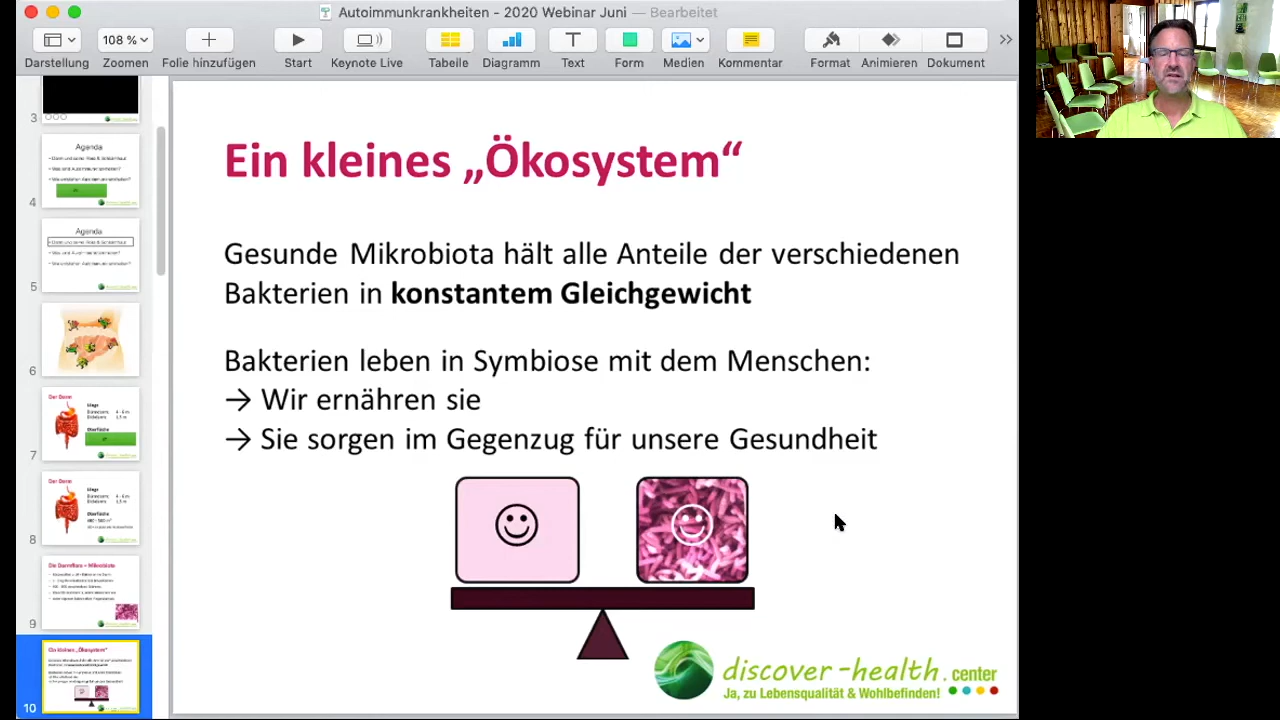 Autoimmunkrankheiten - 2020 Webinar Juni — Bearbeitet
108 %
Darstellung Zoomen Folie hinzufügen Start Keynote Live Tabelle Diagramm Text Form Medien Kommentar Format Animieren Dokument
3
Agenda
4
Agenda
5
6
Der Darm
7
Der Darm
8
Die Darmflora = Mikrobiota
9
Ein kleines „Ökosystem“
10
Ein kleines „Ökosystem“
Gesunde Mikrobiota hält alle Anteile der verschiedenen
Bakterien in konstantem Gleichgewicht
Bakterien leben in Symbiose mit dem Menschen:
→ Wir ernähren sie
→ Sie sorgen im Gegenzug für unsere Gesundheit
discover-health.center
Ja, zu Lebensqualität & Wohlbefinden!